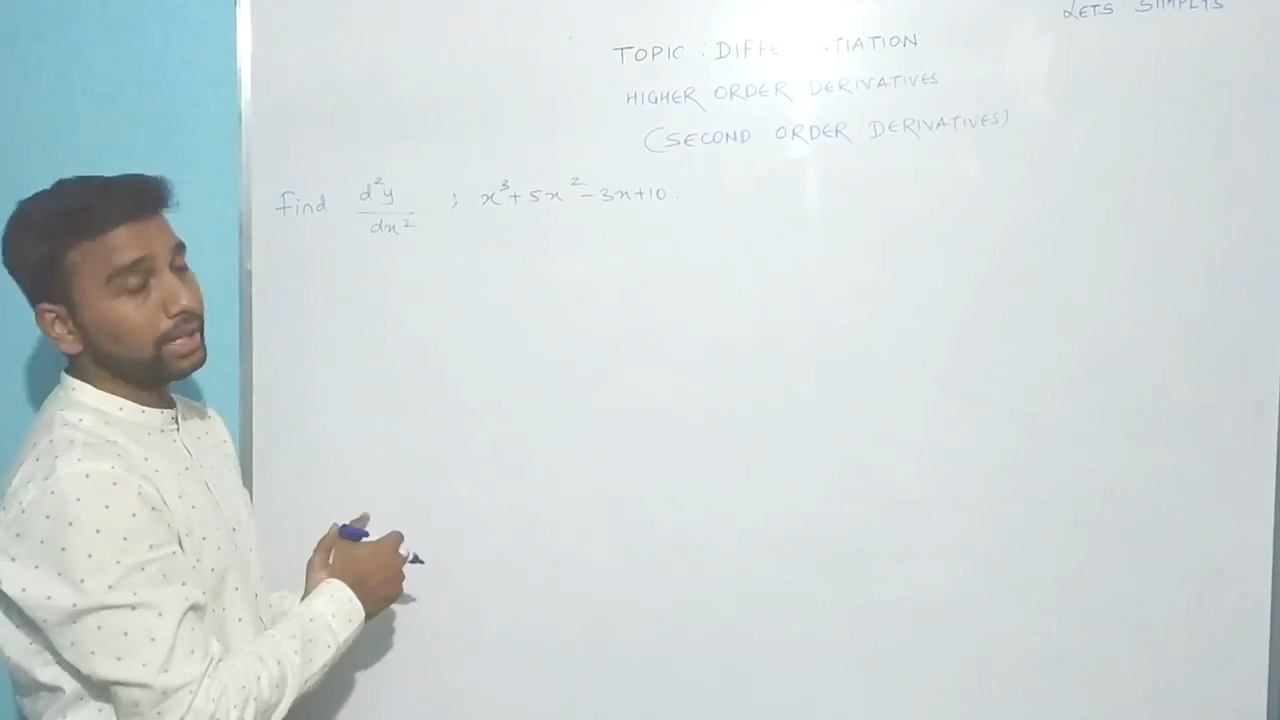 LETS SIMPLYS
TOPIC : DIFFE TIATION
HIGHER ORDER DERIVATIVES
(SECOND ORDER DERIVATIVES)
Find d²y/dx² ; x³+5x²-3x+10.